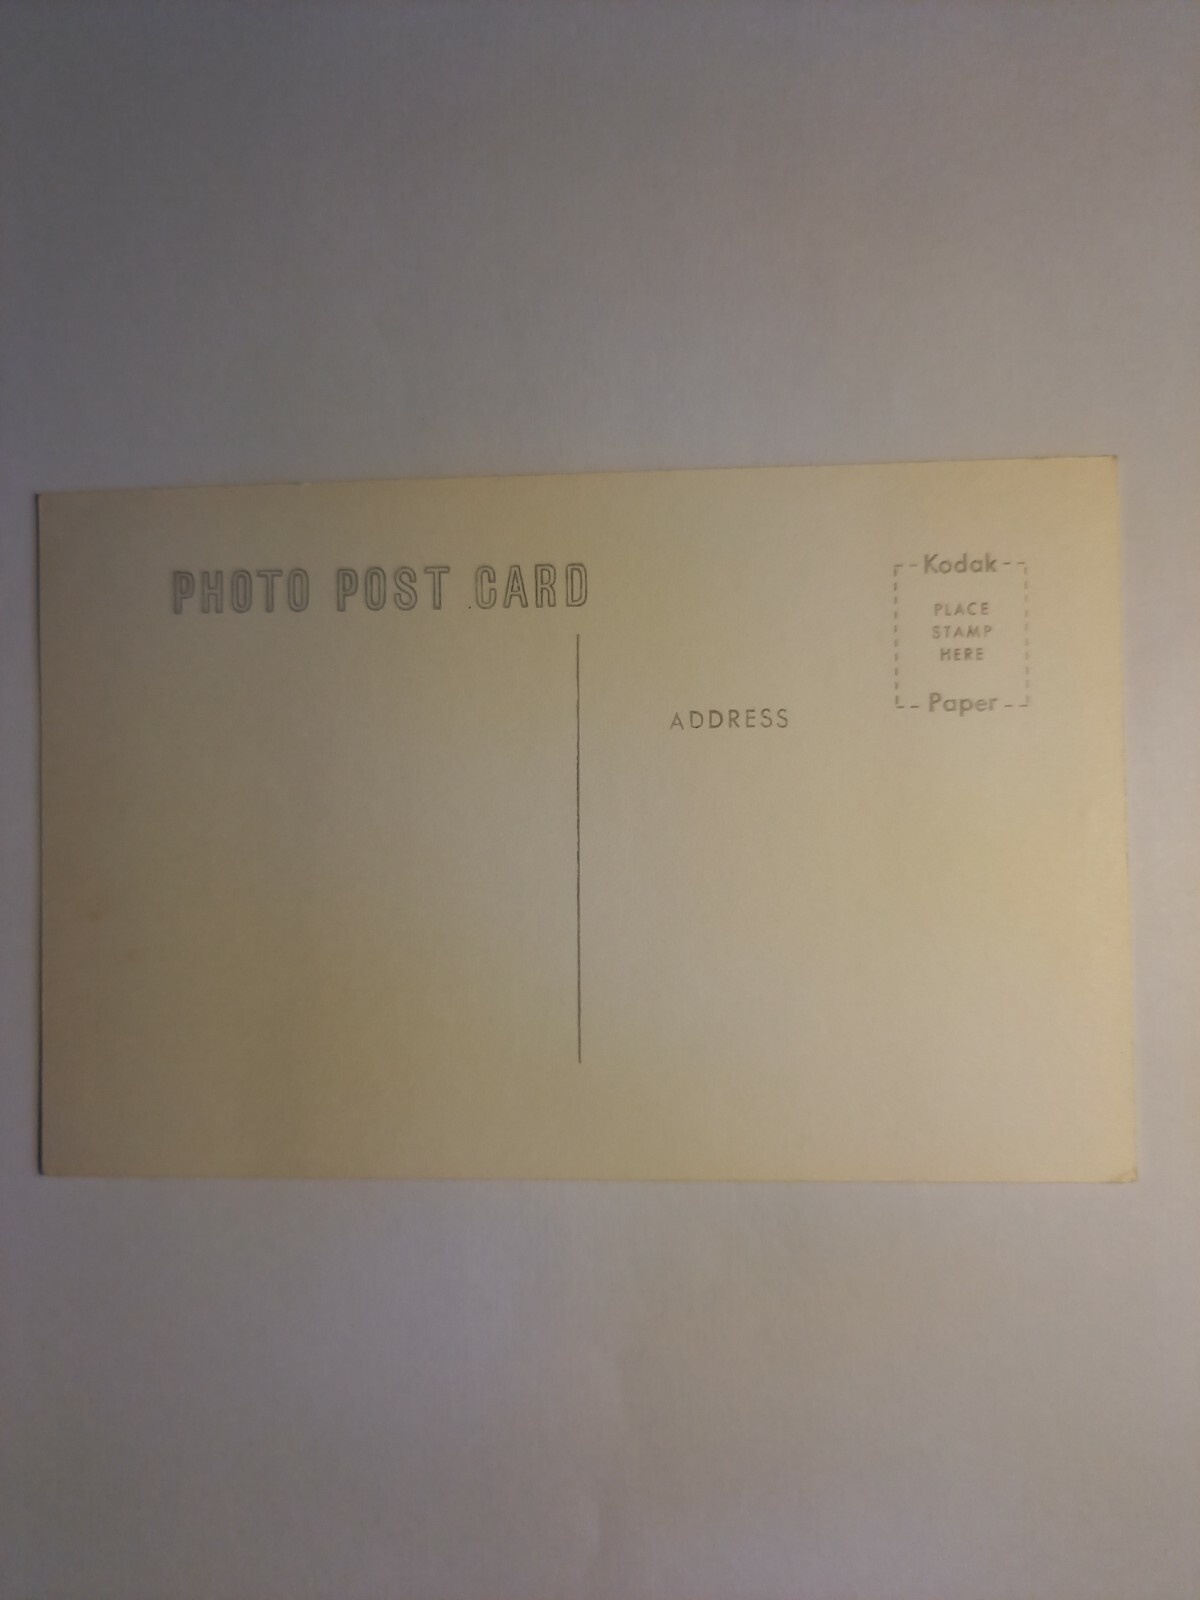 PHOTO POST CARD
Kodak
PLACE
STAMP
HERE
Paper
ADDRESS